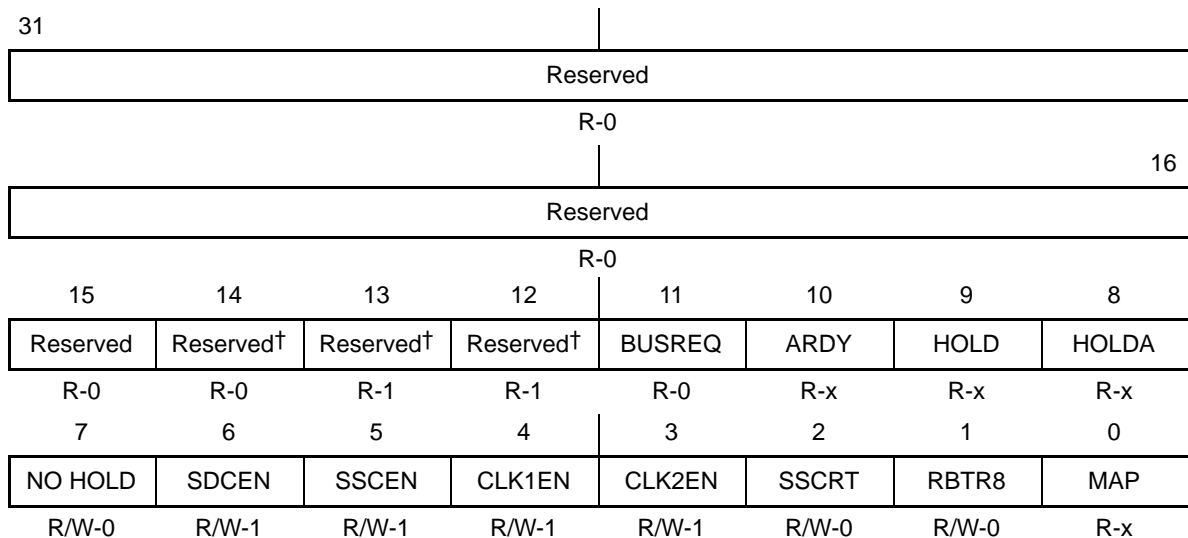 31
Reserved
R-0
16
Reserved
R-0
15 14 13 12 11 10 9 8
Reserved Reserved† Reserved† Reserved† BUSREQ ARDY HOLD HOLDA
R-0 R-0 R-1 R-1 R-0 R-x R-x R-x
7 6 5 4 3 2 1 0
NO HOLD SDCEN SSCEN CLK1EN CLK2EN SSCRT RBTR8 MAP
R/W-0 R/W-1 R/W-1 R/W-1 R/W-1 R/W-0 R/W-0 R-x